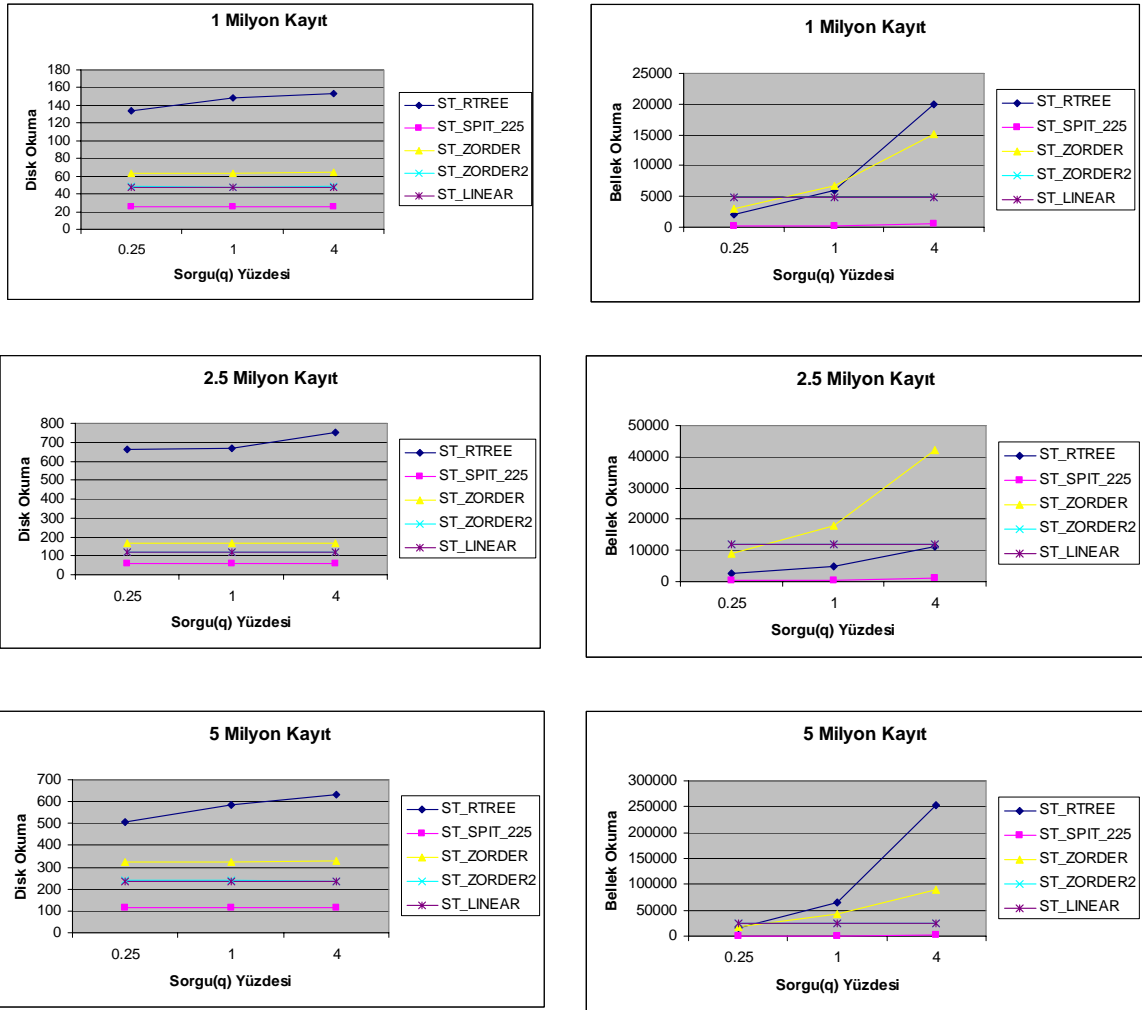 1 Milyon Kayıt
180
160
140
120
100
80
60
40
20
0
0.25 1 4
Disk Okuma
Sorgu(q) Yüzdesi
ST_RTREE
ST_SPIT_225
ST_ZORDER
ST_ZORDER2
ST_LINEAR
1 Milyon Kayıt
25000
20000
15000
10000
5000
0
0.25 1 4
Bellek Okuma
Sorgu(q) Yüzdesi
ST_RTREE
ST_SPIT_225
ST_ZORDER
ST_ZORDER2
ST_LINEAR
2.5 Milyon Kayıt
800
700
600
500
400
300
200
100
0
0.25 1 4
Disk Okuma
Sorgu(q) Yüzdesi
ST_RTREE
ST_SPIT_225
ST_ZORDER
ST_ZORDER2
ST_LINEAR
2.5 Milyon Kayıt
50000
40000
30000
20000
10000
0
0.25 1 4
Bellek Okuma
Sorgu(q) Yüzdesi
ST_RTREE
ST_SPIT_225
ST_ZORDER
ST_ZORDER2
ST_LINEAR
5 Milyon Kayıt
700
600
500
400
300
200
100
0
0.25 1 4
Disk Okuma
Sorgu(q) Yüzdesi
ST_RTREE
ST_SPIT_225
ST_ZORDER
ST_ZORDER2
ST_LINEAR
5 Milyon Kayıt
300000
250000
200000
150000
100000
50000
0
0.25 1 4
Bellek Okuma
Sorgu(q) Yüzdesi
ST_RTREE
ST_SPIT_225
ST_ZORDER
ST_ZORDER2
ST_LINEAR